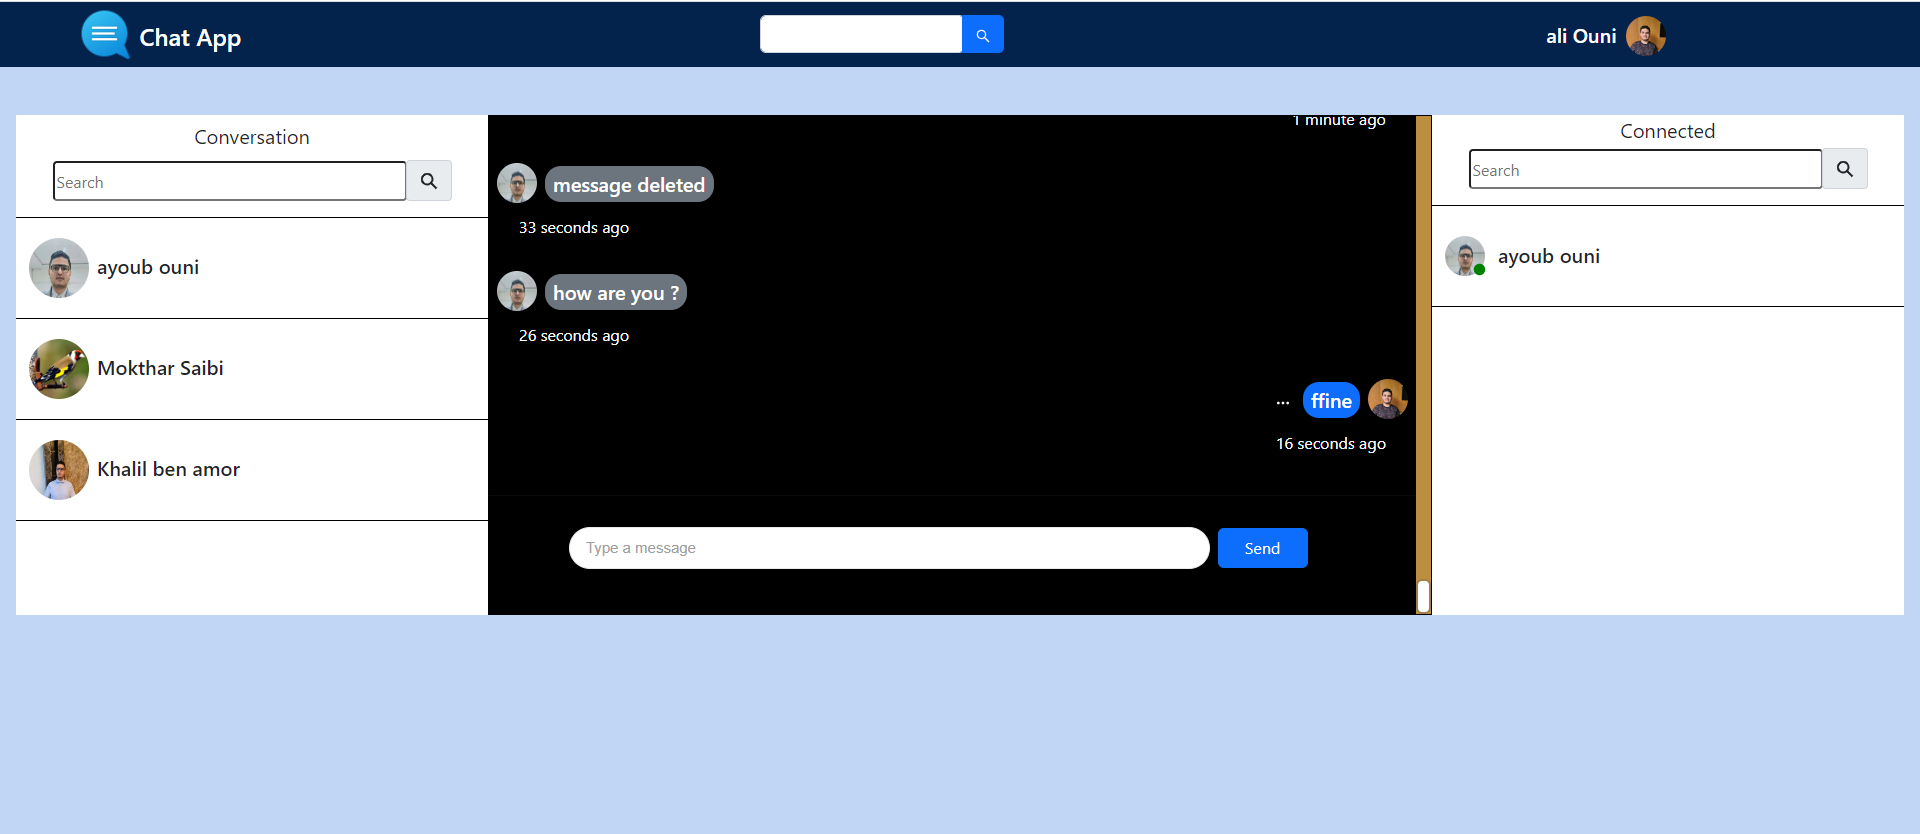 Chat App
ali Ouni
Conversation
Search
ayoub ouni
Mokthar Saibi
Khalil ben amor
1 minute ago
message deleted
33 seconds ago
how are you ?
26 seconds ago
... ffine
16 seconds ago
Type a message
Send
Connected
Search
ayoub ouni